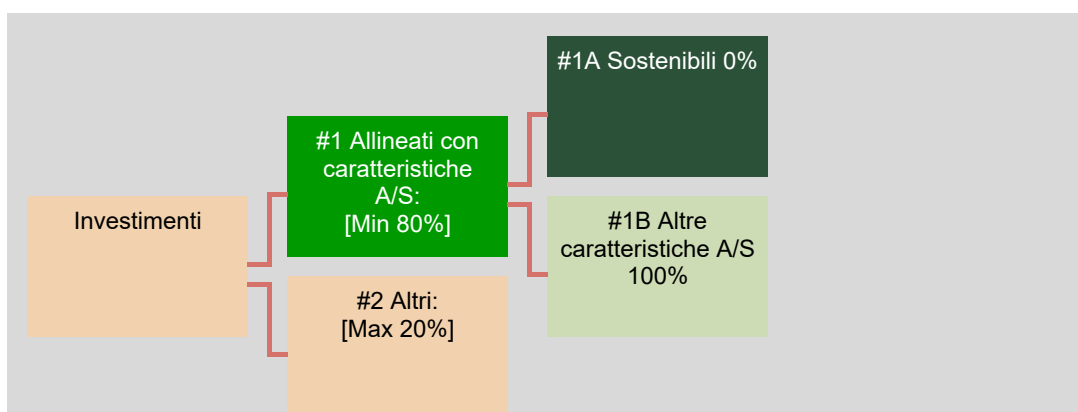 #1A Sostenibili 0%
#1 Allineati con
caratteristiche
A/S:
[Min 80%]
Investimenti
#1B Altre
caratteristiche A/S
100%
#2 Altri:
[Max 20%]